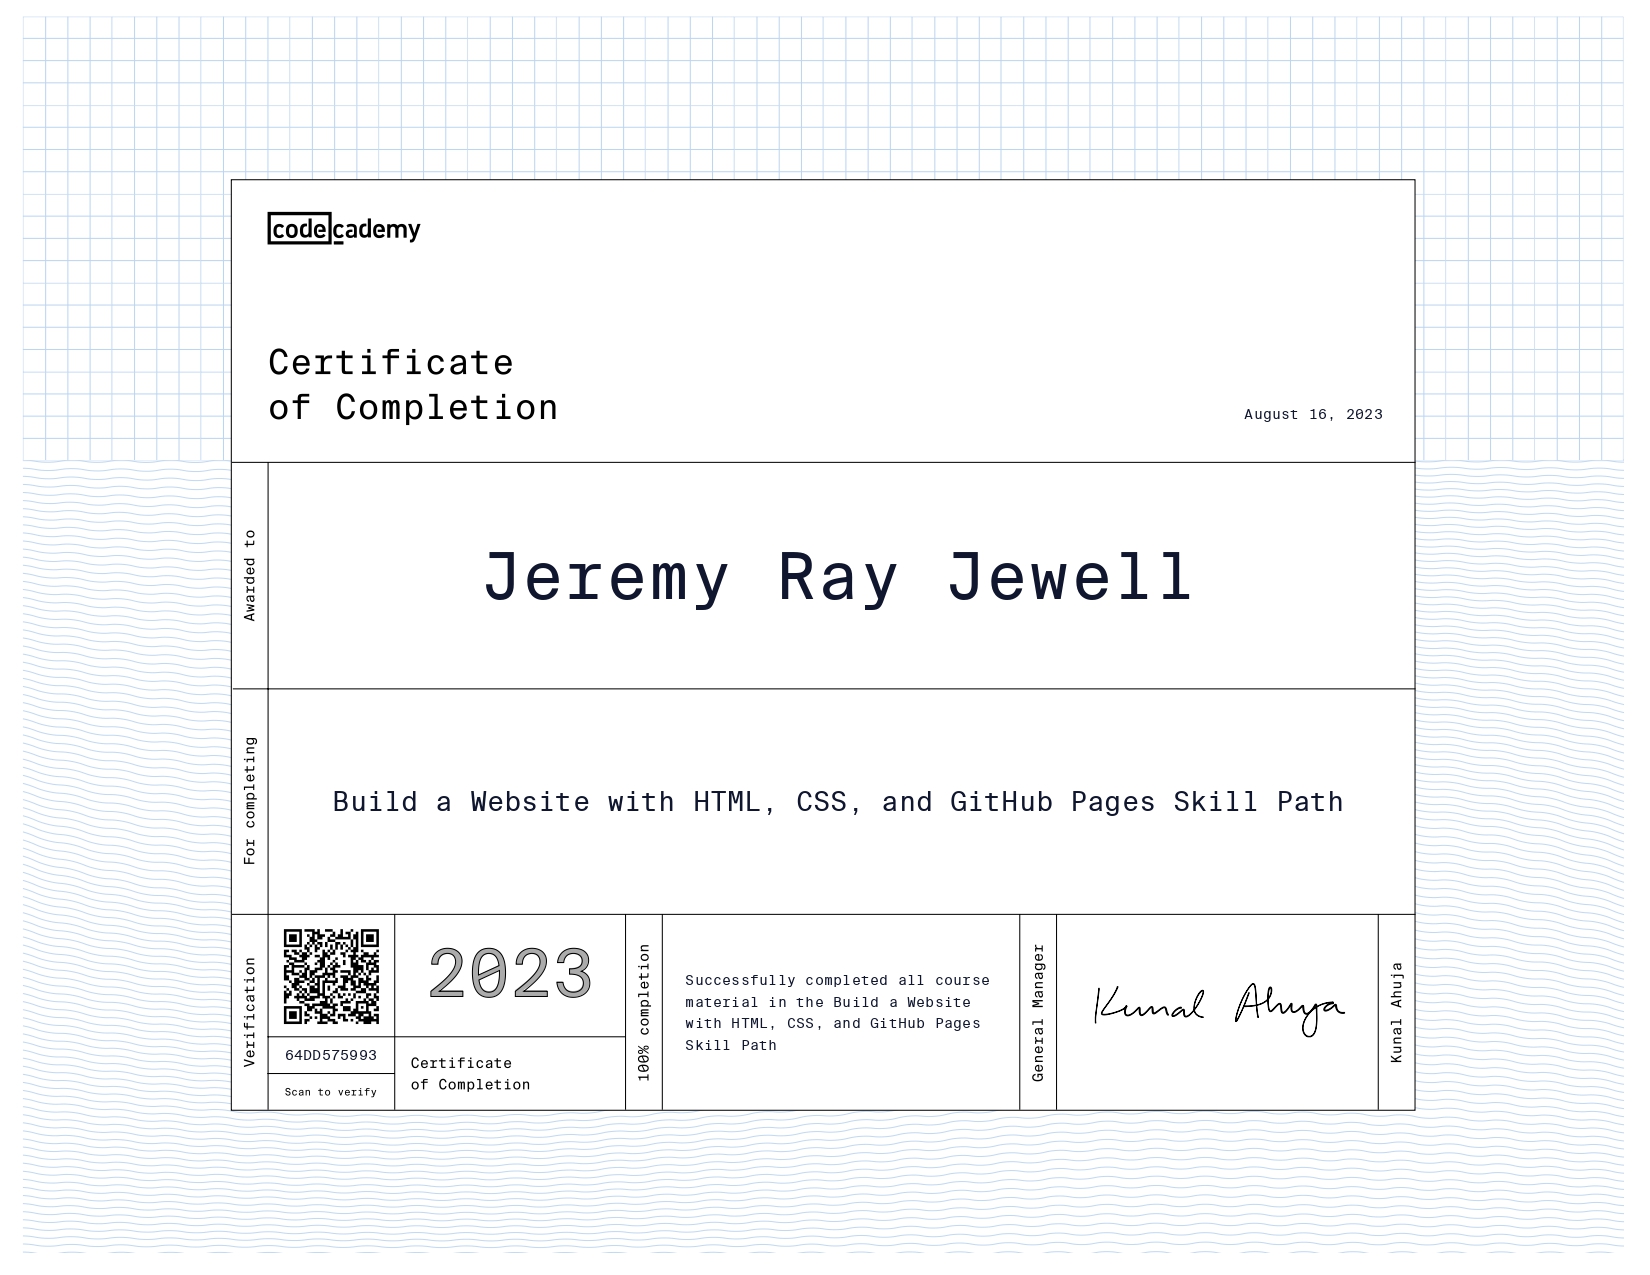 codecademy
Certificate
of Completion
August 16, 2023
Awarded to
Jeremy Ray Jewell
For completing
Build a Website with HTML, CSS, and GitHub Pages Skill Path
Verification
64DD575993
Scan to verify
2023
Certificate
of Completion
100% completion
Successfully completed all course
material in the Build a Website
with HTML, CSS, and GitHub Pages
Skill Path
General Manager
Kunal Ahuja
Kunal Ahuja